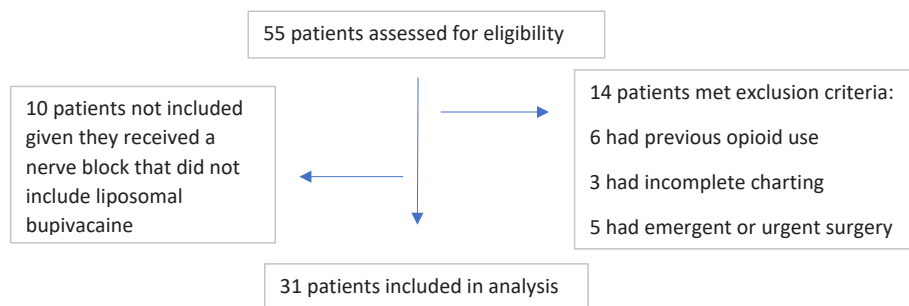 55 patients assessed for eligibility
10 patients not included
given they received a
nerve block that did not
include liposomal
bupivacaine
14 patients met exclusion criteria:
6 had previous opioid use
3 had incomplete charting
5 had emergent or urgent surgery
31 patients included in analysis